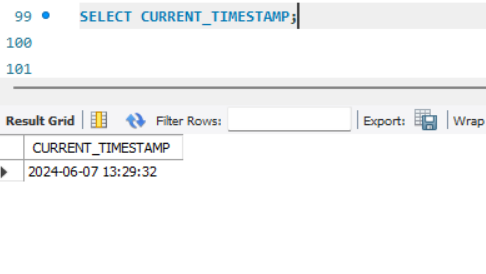 99 SELECT CURRENT_TIMESTAMP;
100
101
Result Grid Filter Rows: Export: Wrap
CURRENT_TIMESTAMP
2024-06-07 13:29:32